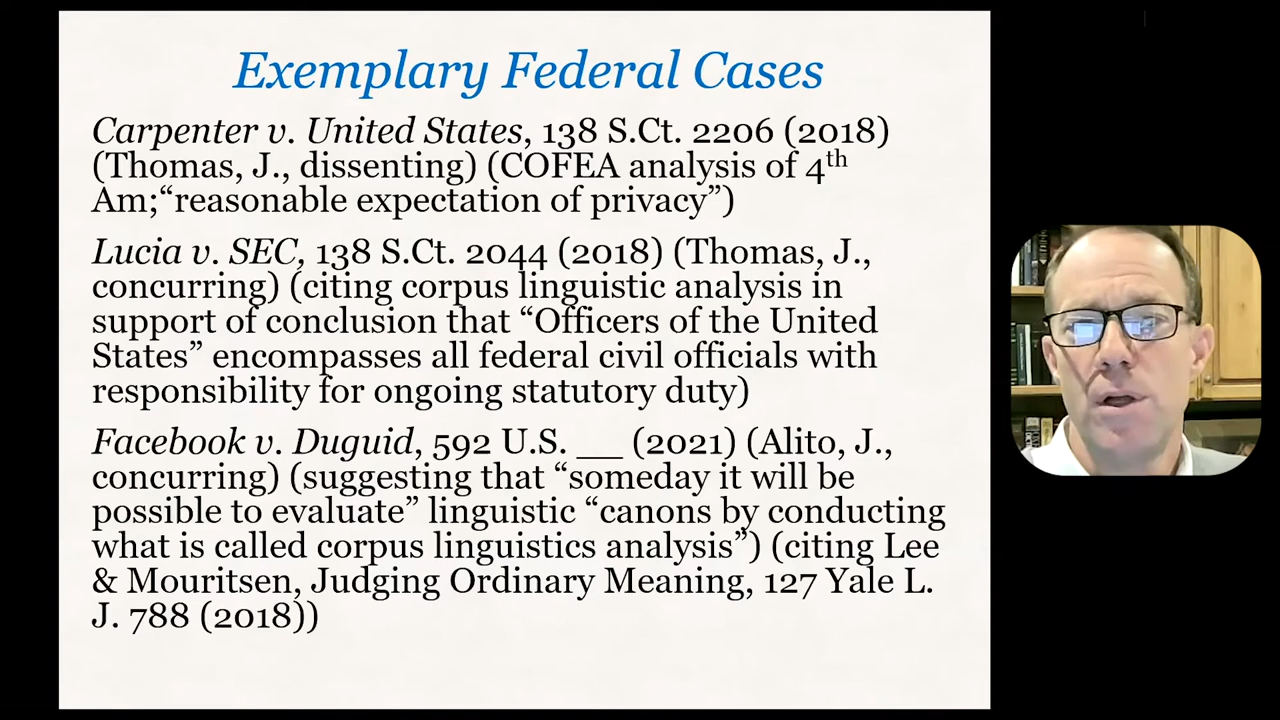 Exemplary Federal Cases
Carpenter v. United States, 138 S.Ct. 2206 (2018)
(Thomas, J., dissenting) (COFEA analysis of 4th
Am;“reasonable expectation of privacy”)
Lucia v. SEC, 138 S.Ct. 2044 (2018) (Thomas, J.,
concurring) (citing corpus linguistic analysis in
support of conclusion that “Officers of the United
States” encompasses all federal civil officials with
responsibility for ongoing statutory duty)
Facebook v. Duguid, 592 U.S. __ (2021) (Alito, J.,
concurring) (suggesting that “someday it will be
possible to evaluate” linguistic “canons by conducting
what is called corpus linguistics analysis”) (citing Lee
& Mouritsen, Judging Ordinary Meaning, 127 Yale L.
J. 788 (2018))